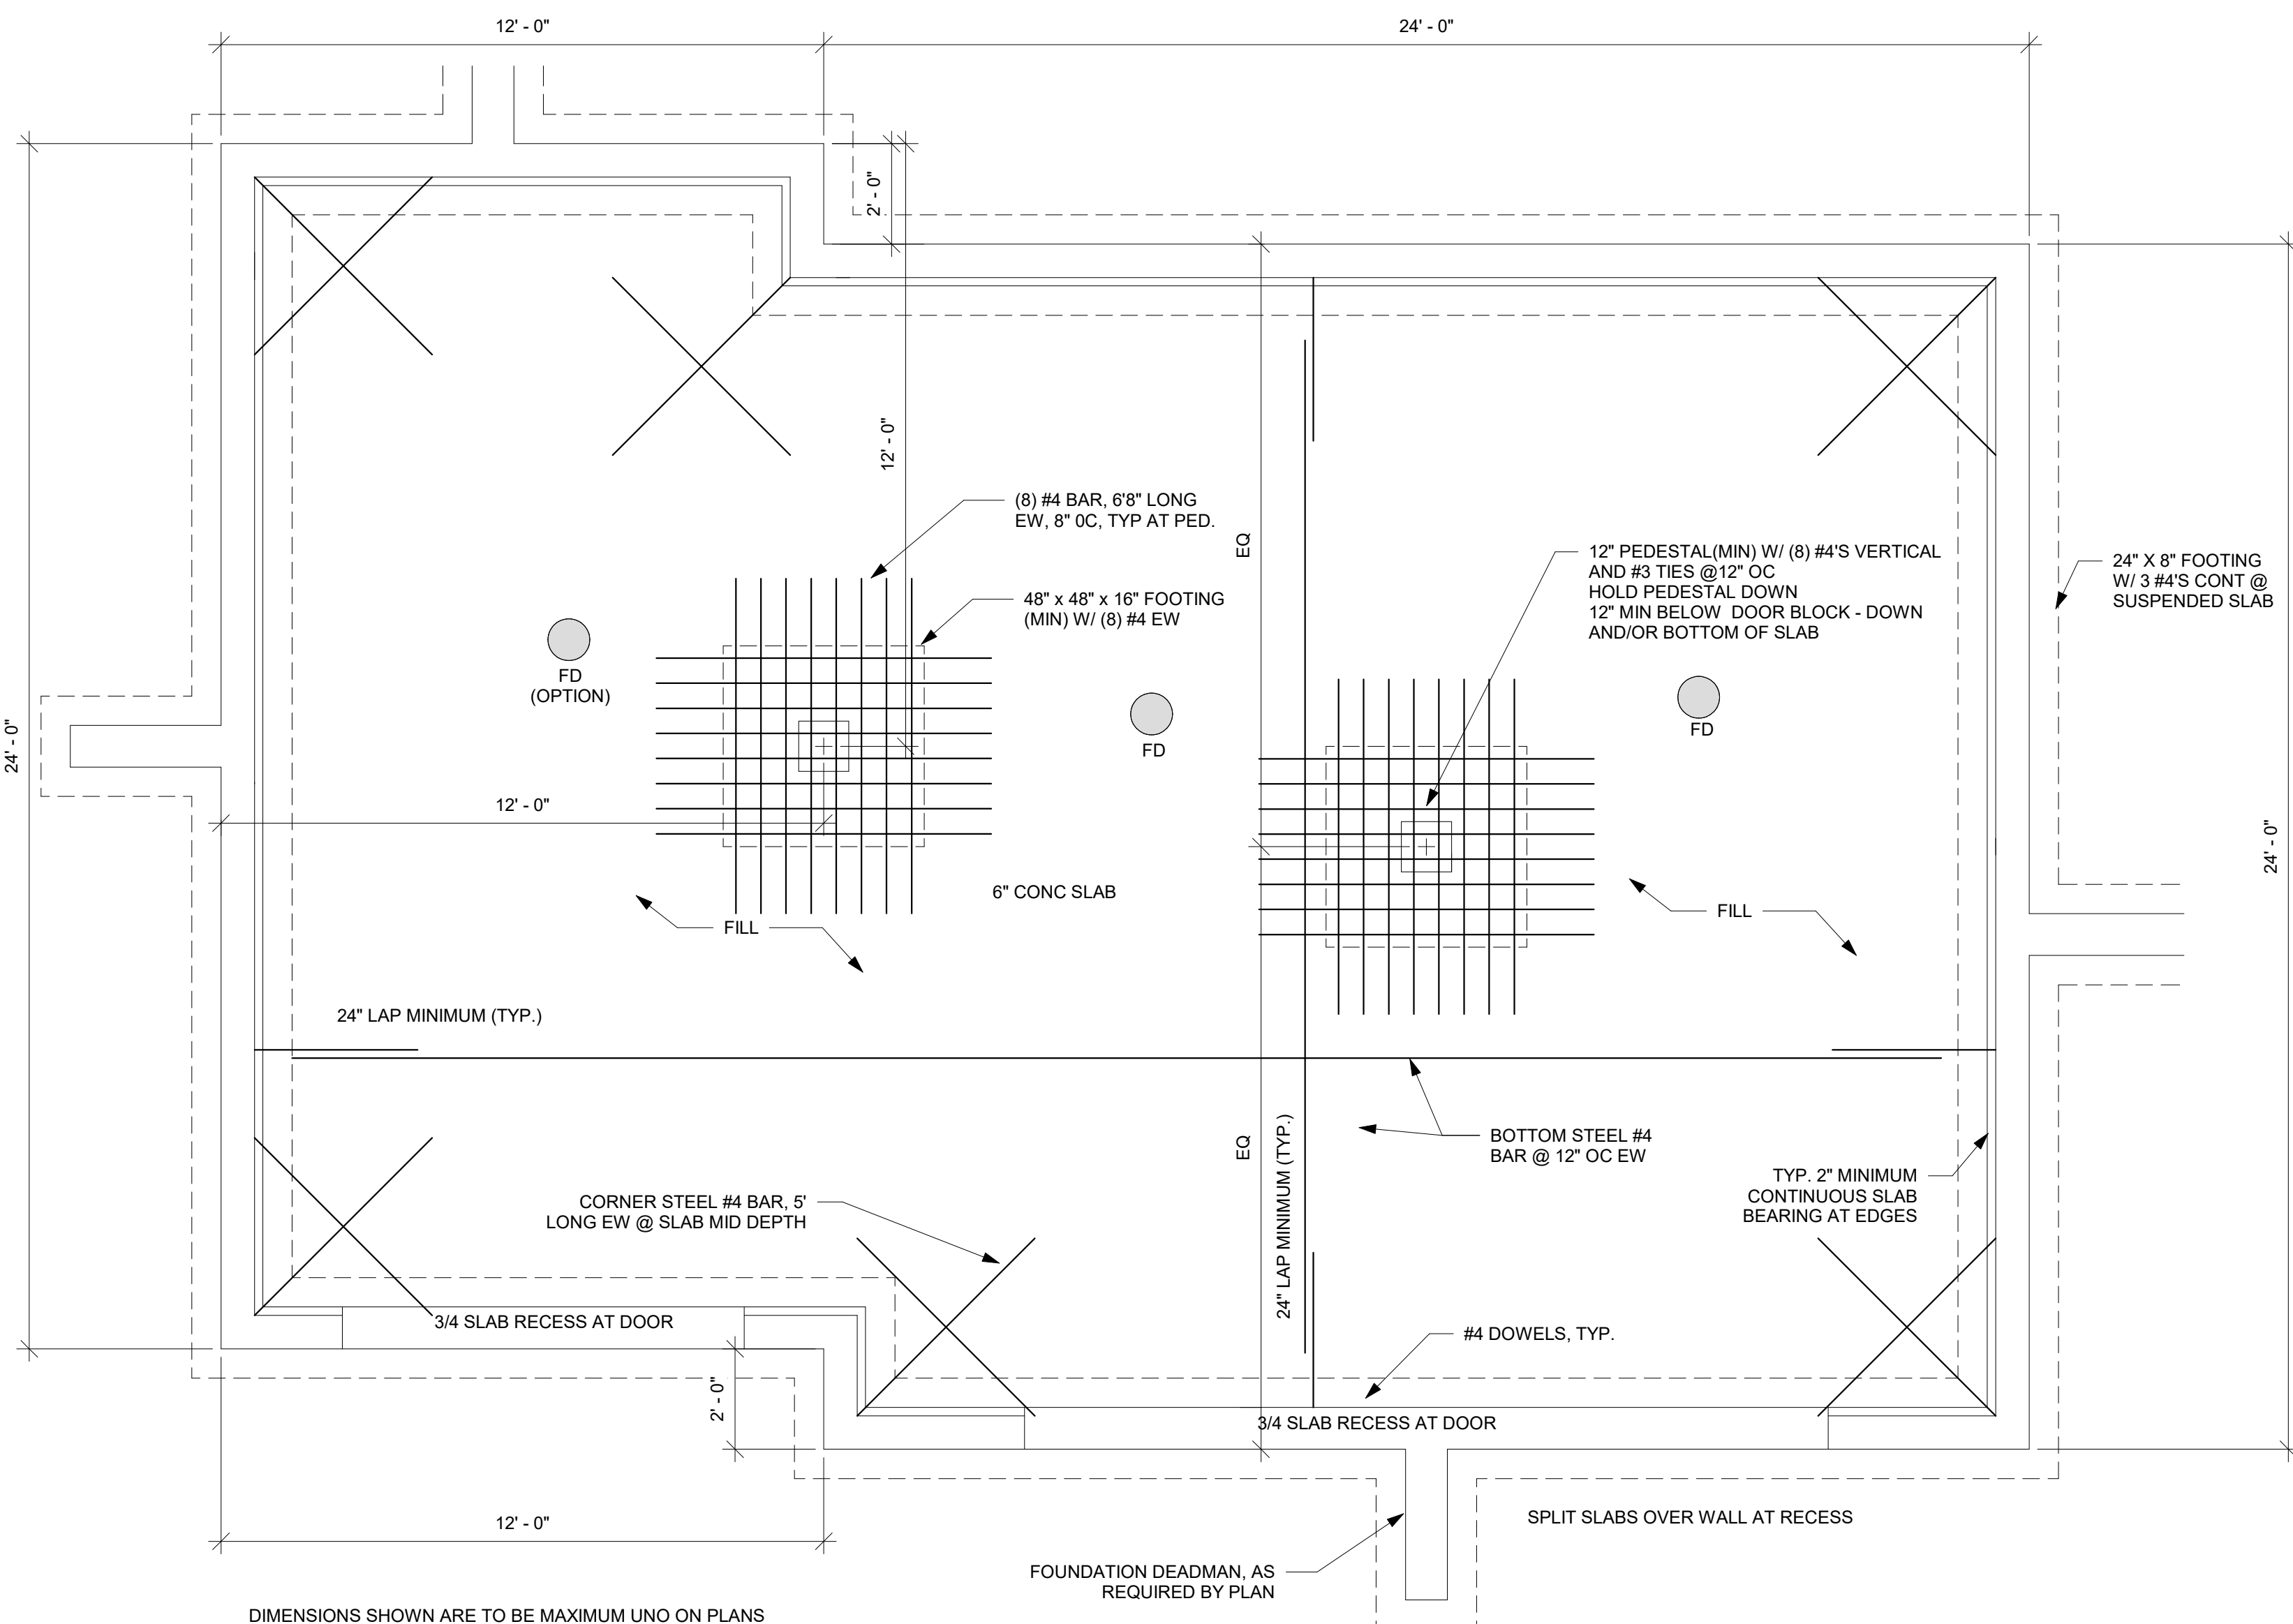 12' - 0"
24' - 0"
2' - 0"
12' - 0"
(8) #4 BAR, 6'8" LONG
EW, 8" 0C, TYP AT PED.
EQ
12" PEDESTAL(MIN) W/ (8) #4'S VERTICAL
AND #3 TIES @12" OC
HOLD PEDESTAL DOWN
12" MIN BELOW DOOR BLOCK - DOWN
AND/OR BOTTOM OF SLAB
24" X 8" FOOTING
W/ 3 #4'S CONT @
SUSPENDED SLAB
48" x 48" x 16" FOOTING
(MIN) W/ (8) #4 EW
FD
(OPTION)
FD
FD
24' - 0"
12' - 0"
24' - 0"
6" CONC SLAB
FILL
FILL
24" LAP MINIMUM (TYP.)
EQ
24" LAP MINIMUM (TYP.)
BOTTOM STEEL #4
BAR @ 12" OC EW
TYP. 2" MINIMUM
CONTINUOUS SLAB
BEARING AT EDGES
CORNER STEEL #4 BAR, 5'
LONG EW @ SLAB MID DEPTH
3/4 SLAB RECESS AT DOOR
#4 DOWELS, TYP.
2' - 0"
3/4 SLAB RECESS AT DOOR
12' - 0"
SPLIT SLABS OVER WALL AT RECESS
FOUNDATION DEADMAN, AS
REQUIRED BY PLAN
DIMENSIONS SHOWN ARE TO BE MAXIMUM UNO ON PLANS